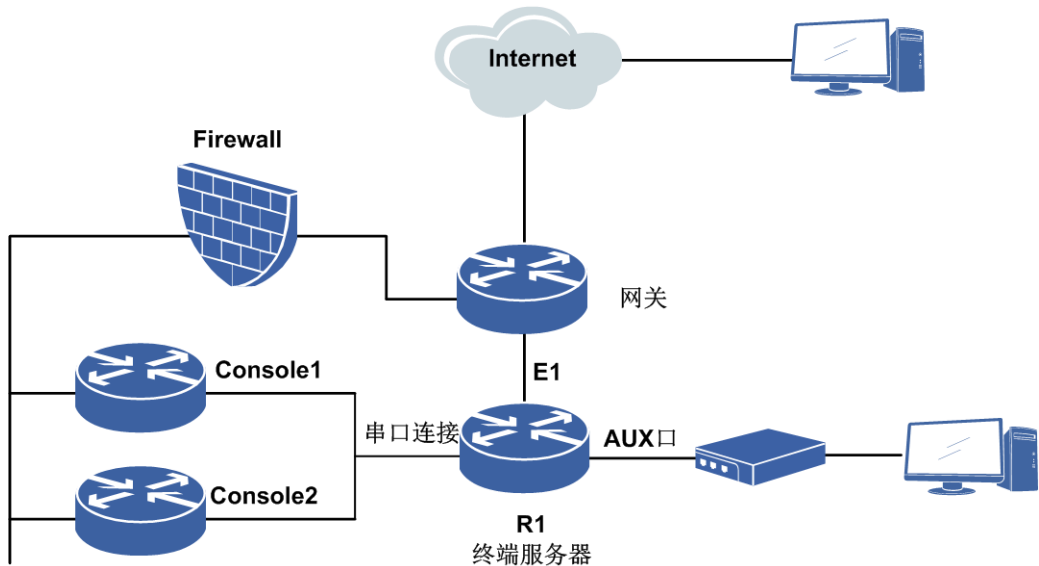 Internet
Firewall
网关
Console1
E1
串口连接
AUX口
Console2
R1
终端服务器